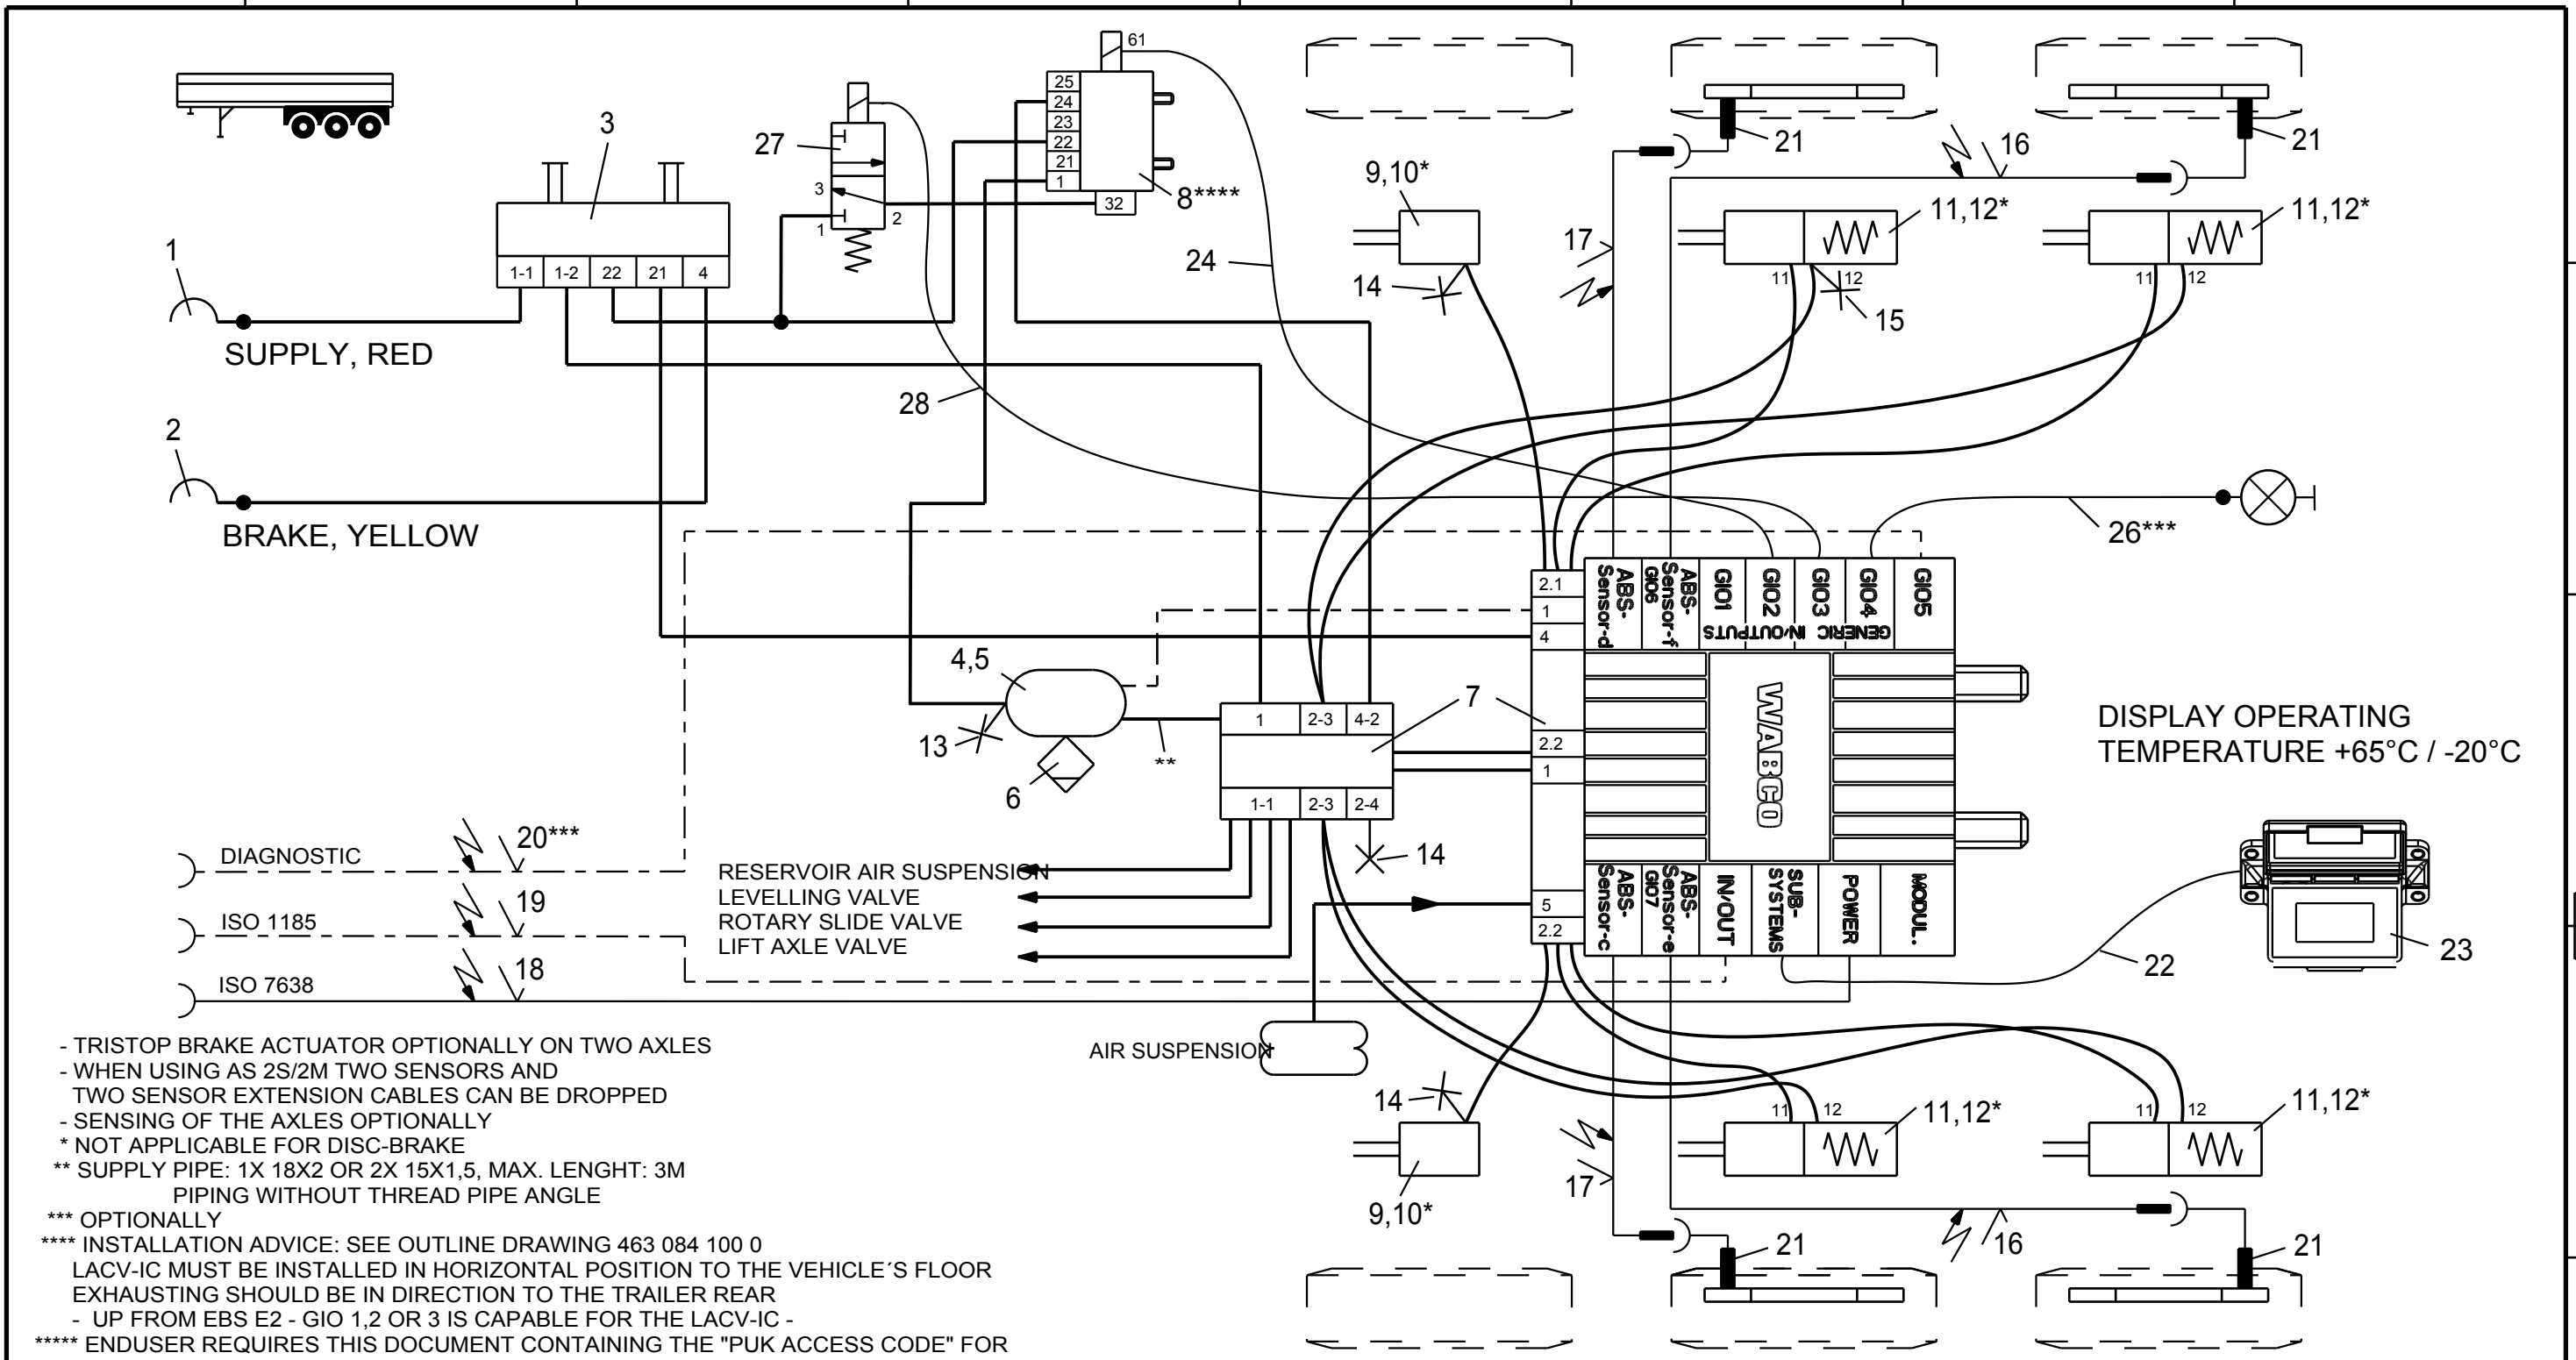 61
25
24
23
22
21
1
32
8****
27
3
1
2
3
1-1
1-2
22
21
4
1
SUPPLY, RED
2
BRAKE, YELLOW
28
24
9,10*
14
17
21
16
21
11,12*
11,12*
11
12
15
11
12
26***
2.1
1
4
2.2
1
5
2.2
ABS-
Sensor-d
ABS-
Sensor-f
GIO6
GIO1
GIO2
GIO3
GIO4
GIO5
GENERIC IN/OUTPUTS
WABCO
ABS-
Sensor-c
ABS-
Sensor-e
GIO7
IN/OUT
SUB-
SYSTEMS
POWER
MODUL.
DISPLAY OPERATING
TEMPERATURE +65°C / -20°C
4,5
13
6
**
7
1
2-3
4-2
1-1
2-3
2-4
14
22
23
DIAGNOSTIC
20***
ISO 1185
19
ISO 7638
18
RESERVOIR AIR SUSPENSION
LEVELLING VALVE
ROTARY SLIDE VALVE
LIFT AXLE VALVE
AIR SUSPENSION
14
9,10*
17
11
12
11,12*
11
12
11,12*
16
21
21
- TRISTOP BRAKE ACTUATOR OPTIONALLY ON TWO AXLES
- WHEN USING AS 2S/2M TWO SENSORS AND
TWO SENSOR EXTENSION CABLES CAN BE DROPPED
- SENSING OF THE AXLES OPTIONALLY
* NOT APPLICABLE FOR DISC-BRAKE
** SUPPLY PIPE: 1X 18X2 OR 2X 15X1,5, MAX. LENGHT: 3M
PIPING WITHOUT THREAD PIPE ANGLE
*** OPTIONALLY
**** INSTALLATION ADVICE: SEE OUTLINE DRAWING 463 084 100 0
LACV-IC MUST BE INSTALLED IN HORIZONTAL POSITION TO THE VEHICLE´S FLOOR
EXHAUSTING SHOULD BE IN DIRECTION TO THE TRAILER REAR
- UP FROM EBS E2 - GIO 1,2 OR 3 IS CAPABLE FOR THE LACV-IC -
***** ENDUSER REQUIRES THIS DOCUMENT CONTAINING THE "PUK ACCESS CODE" FOR